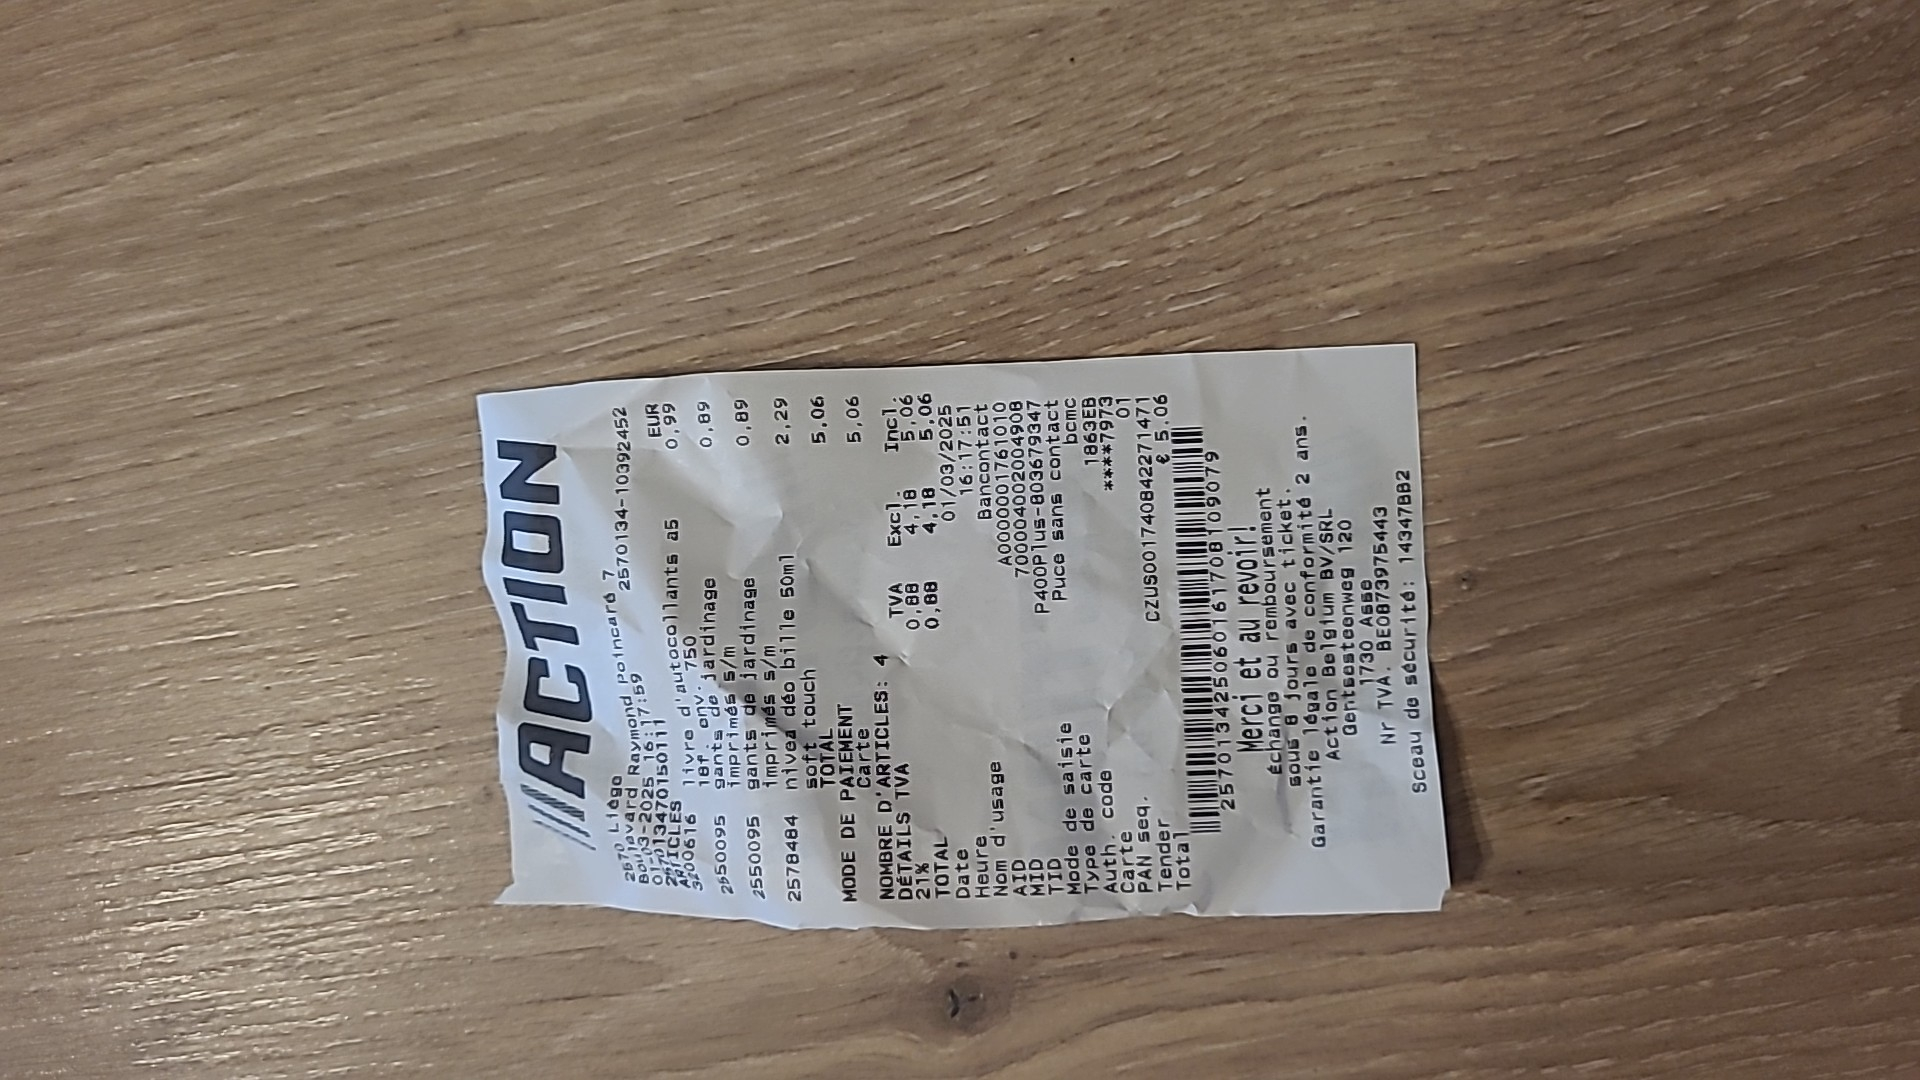 ACTION
2570 Liège
Boulevard Raymond Poincaré 7
01-03-2025 16:17:59 2570134-10392452
2570134701150111
ARTICLES EUR
3200616 livre d'autocollants a5 0,99
18f. env. 750
2550095 gants de jardinage 0,89
imprimés s/m
2550095 gants de jardinage 0,89
imprimés s/m
2578484 nivea déo bille 50ml 2,29
soft touch
TOTAL 5,06
MODE DE PAIEMENT
Carte 5,06
NOMBRE D'ARTICLES: 4
DÉTAILS TVA TVA Excl. Incl.
21% 0,88 4,18 5,06
TOTAL 0,88 4,18 5,06
Date 01/03/2025
Heure 16:17:51
Nom d'usage Bancontact
AID A0000001761010
MID 700004002004908
TID P400Plus-803679347
Mode de saisie Puce sans contact
Type de carte bcmc
Auth. code 1863EB
Carte ****7973
PAN seq. 01
Tender CZUS001740842271471
Total € 5.06
257013425060161708109079
Merci et au revoir!
Échange ou remboursement
sous 8 jours avec ticket.
Garantie légale de conformité 2 ans.
Action Belgium BV/SRL
Gentsesteenweg 120
1730 Asse
Nr TVA. BE0873975443
Sceau de sécurité: 14347BB2